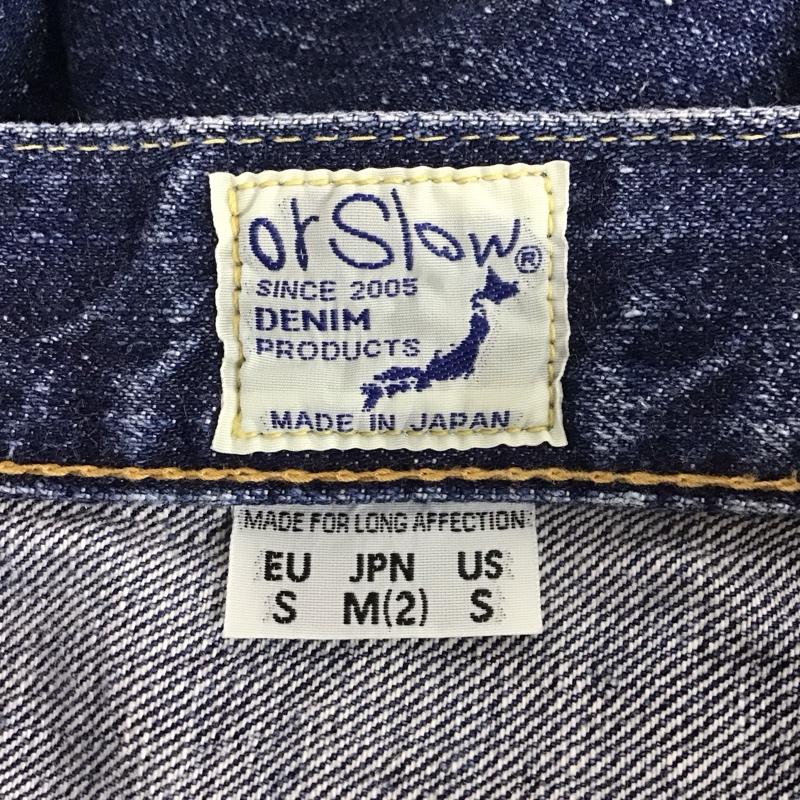 orSlow®
SINCE 2005
DENIM
PRODUCTS
MADE IN JAPAN
MADE FOR LONG AFFECTION
EU JPN US
S M(2) S